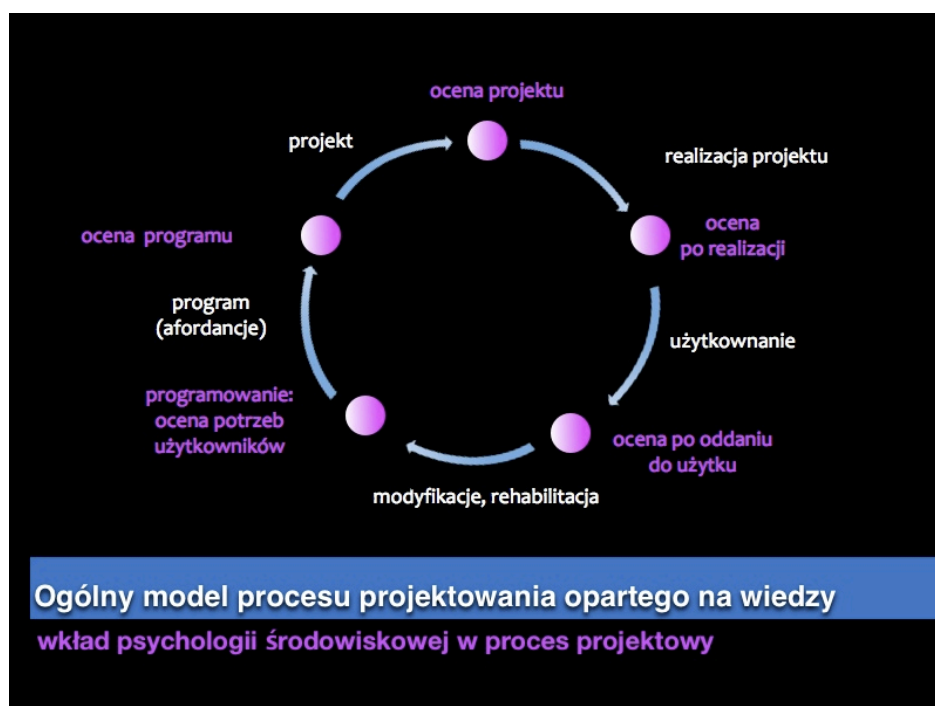 ocena projektu
projekt
realizacja projektu
ocena programu
ocena
po realizacji
program
(afordancje)
użytkownanie
programowanie:
ocena potrzeb
użytkowników
ocena po oddaniu
do użytku
modyfikacje, rehabilitacja
Ogólny model procesu projektowania opartego na wiedzy
wkład psychologii środowiskowej w proces projektowy